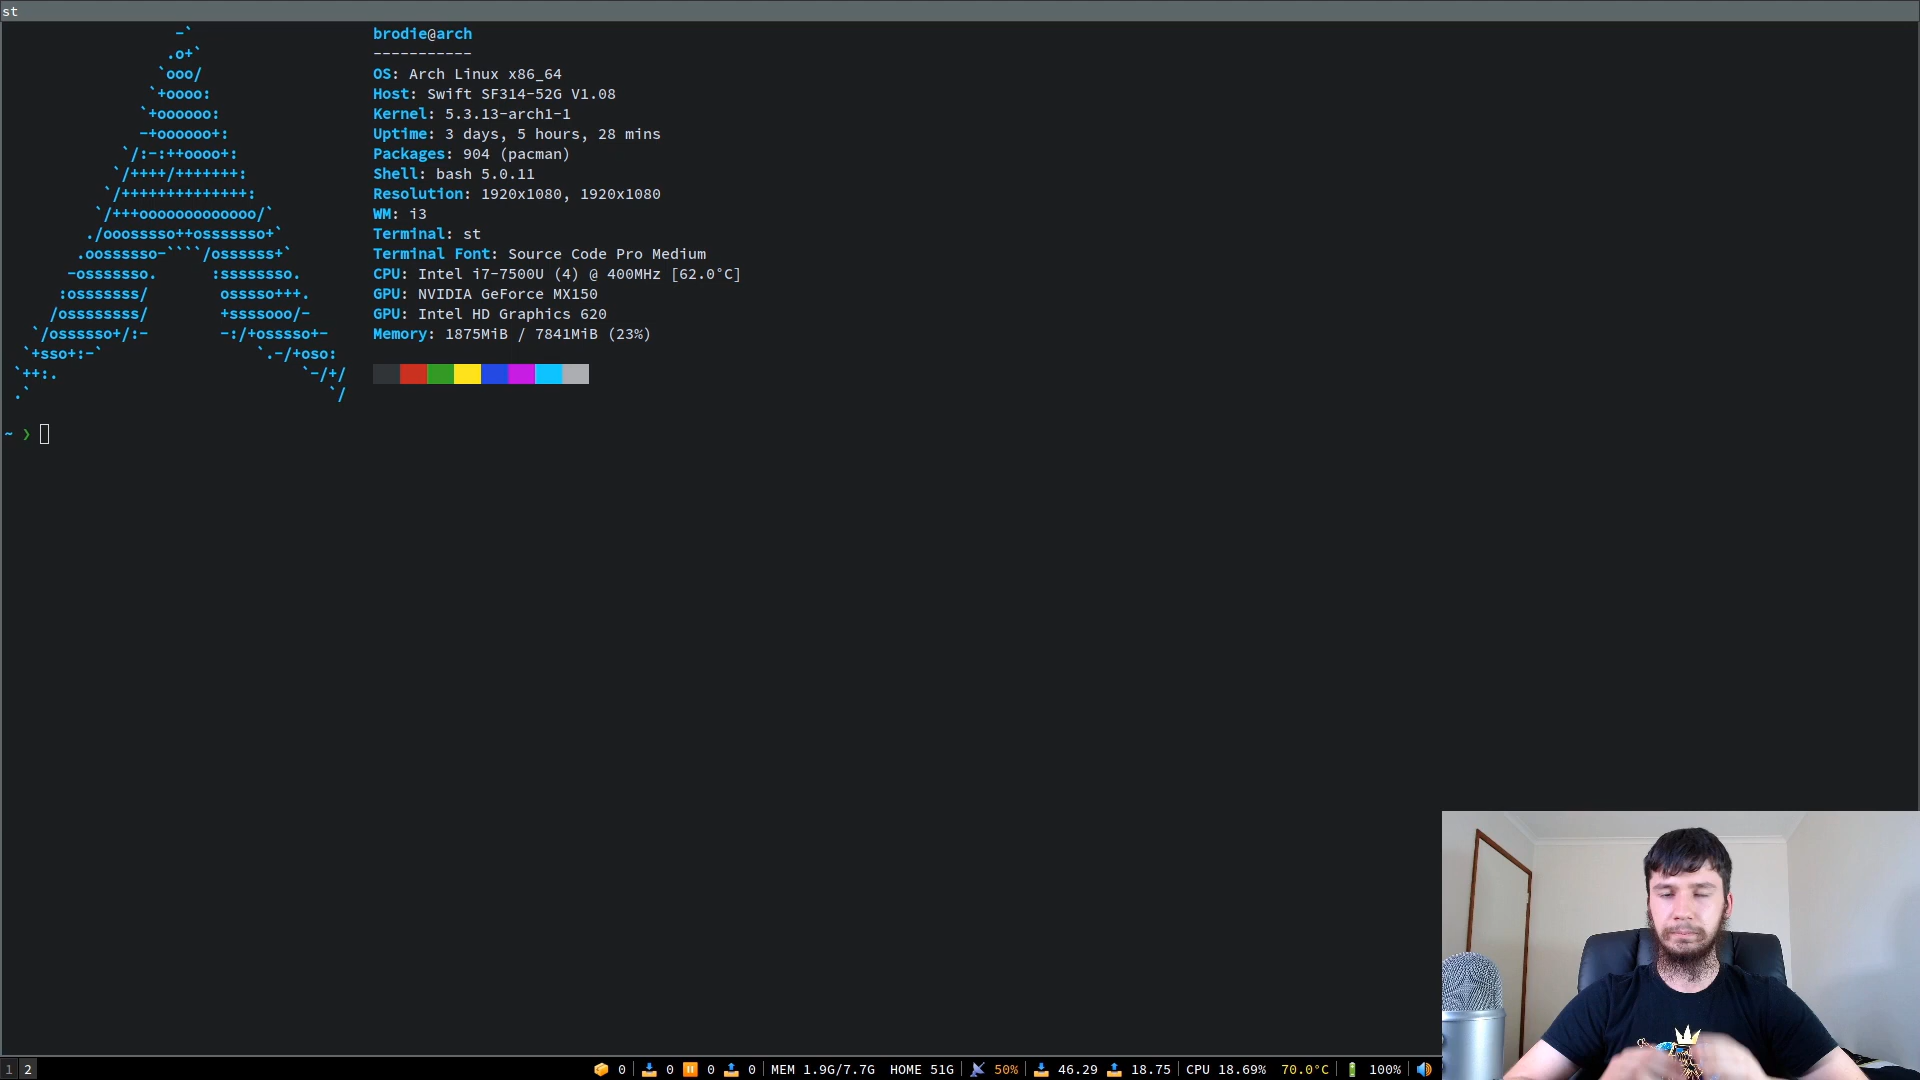 st
brodie@arch
-----------
OS: Arch Linux x86_64
Host: Swift SF314-52G V1.08
Kernel: 5.3.13-arch1-1
Uptime: 3 days, 5 hours, 28 mins
Packages: 904 (pacman)
Shell: bash 5.0.11
Resolution: 1920x1080, 1920x1080
WM: i3
Terminal: st
Terminal Font: Source Code Pro Medium
CPU: Intel i7-7500U (4) @ 400MHz [62.0°C]
GPU: NVIDIA GeForce MX150
GPU: Intel HD Graphics 620
Memory: 1875MiB / 7841MiB (23%)
~ ❯
1 2 0 0 0 0 MEM 1.9G/7.7G HOME 51G 50% 46.29 18.75 CPU 18.69% 70.0°C 100%